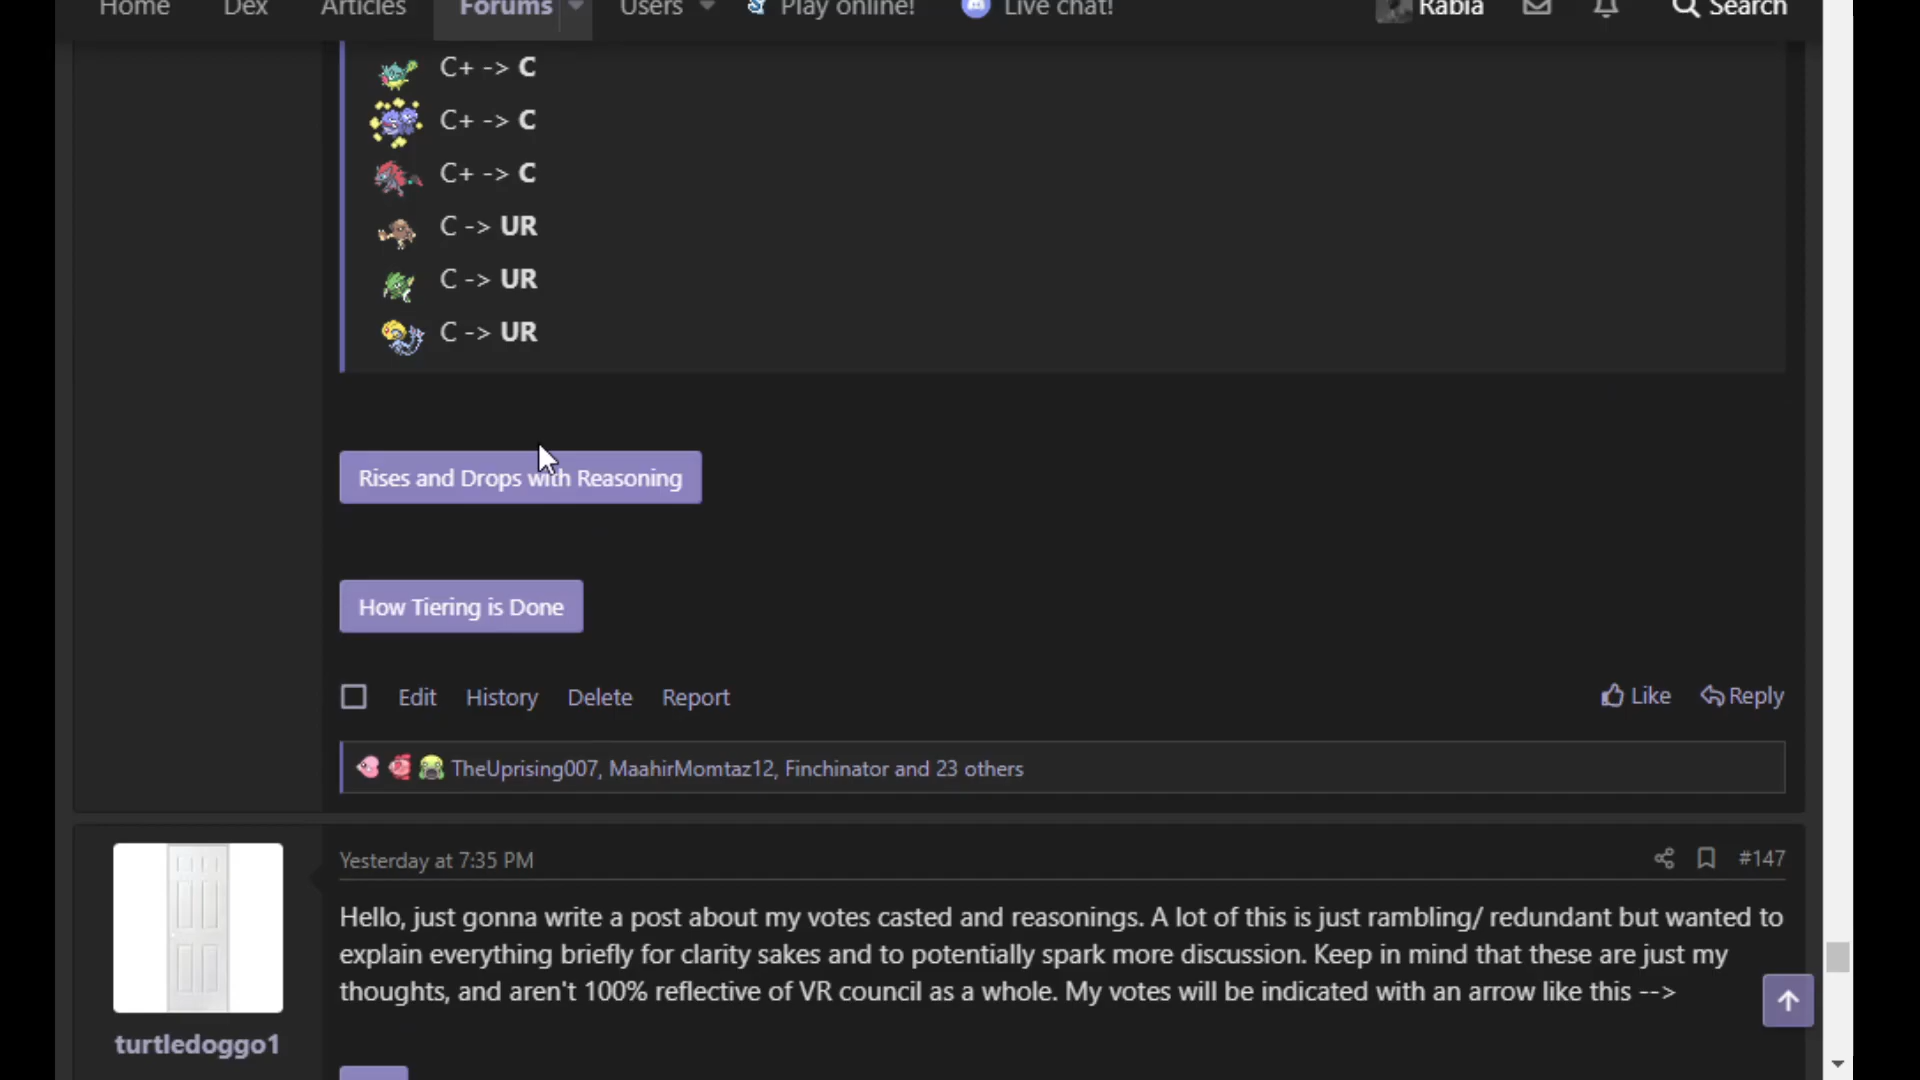 Home Dex Articles Forums Users Play online! Live chat! Rabia Search
C+ -> C
C+ -> C
C+ -> C
C -> UR
C -> UR
C -> UR
Rises and Drops with Reasoning
How Tiering is Done
Edit History Delete Report Like Reply
TheUprising007, MaahirMomtaz12, Finchinator and 23 others
Yesterday at 7:35 PM #147
Hello, just gonna write a post about my votes casted and reasonings. A lot of this is just rambling/ redundant but wanted to
explain everything briefly for clarity sakes and to potentially spark more discussion. Keep in mind that these are just my
thoughts, and aren't 100% reflective of VR council as a whole. My votes will be indicated with an arrow like this -->
turtledoggo1